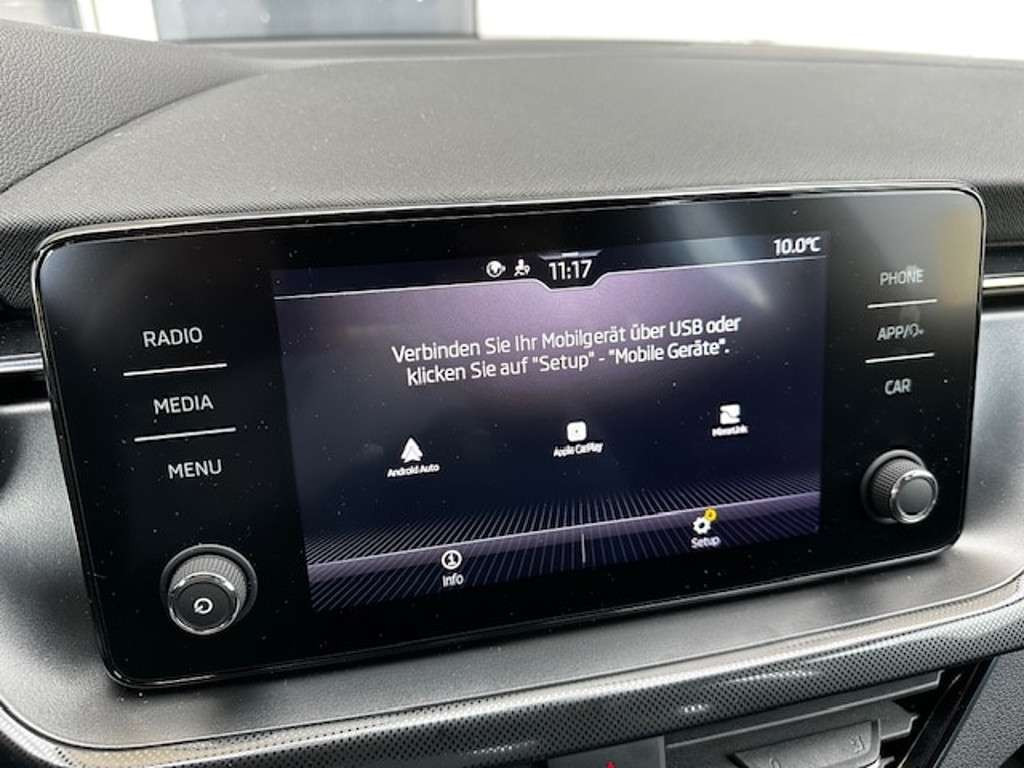 11:17
10.0°C
RADIO
MEDIA
MENU
Verbinden Sie Ihr Mobilgerät über USB oder
klicken Sie auf "Setup" - "Mobile Geräte".
Android Auto
Apple CarPlay
MirrorLink
Info
Setup
PHONE
APP/
CAR